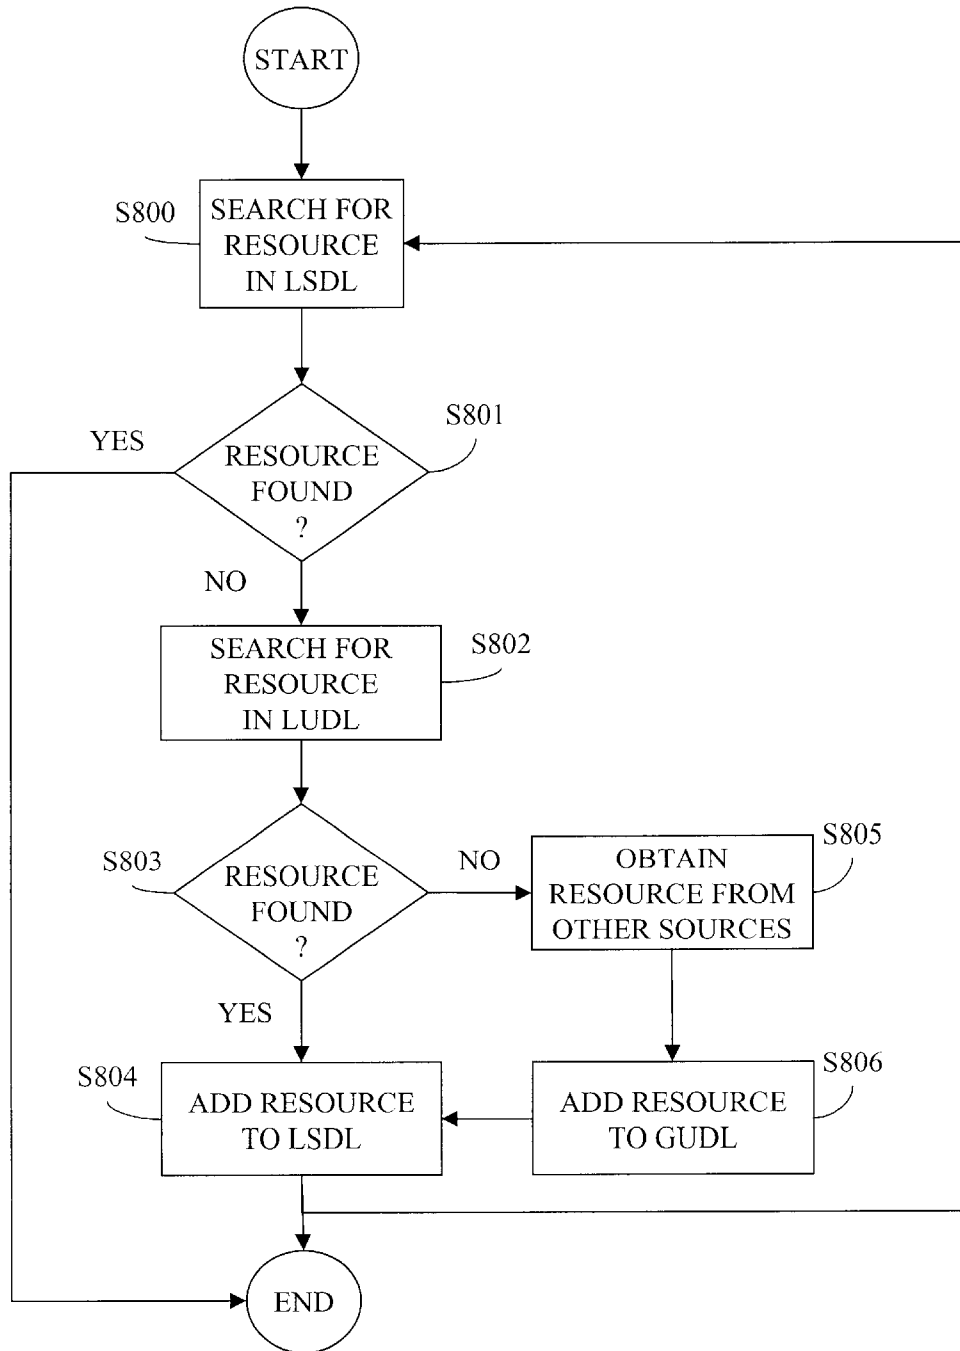 START
S800
SEARCH FOR
RESOURCE
IN LSDL
S801
YES
RESOURCE
FOUND
?
NO
S802
SEARCH FOR
RESOURCE
IN LUDL
S803
RESOURCE
FOUND
?
NO
S805
OBTAIN
RESOURCE FROM
OTHER SOURCES
YES
S804
ADD RESOURCE
TO LSDL
S806
ADD RESOURCE
TO GUDL
END